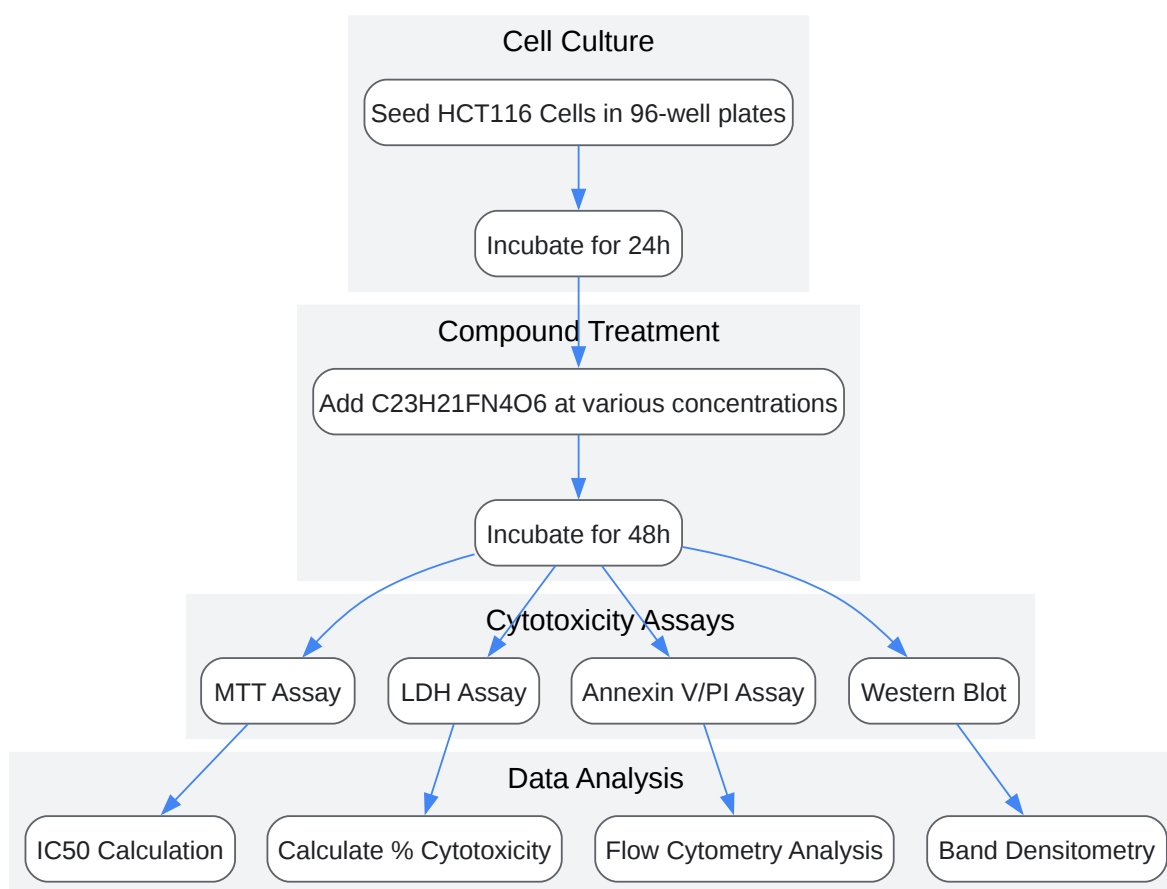 Cell Culture
Seed HCT116 Cells in 96-well plates
Incubate for 24h
Compound Treatment
Add C23H21FN4O6 at various concentrations
Incubate for 48h
Cytotoxicity Assays
MTT Assay
LDH Assay
Annexin V/PI Assay
Western Blot
Data Analysis
IC50 Calculation
Calculate % Cytotoxicity
Flow Cytometry Analysis
Band Densitometry